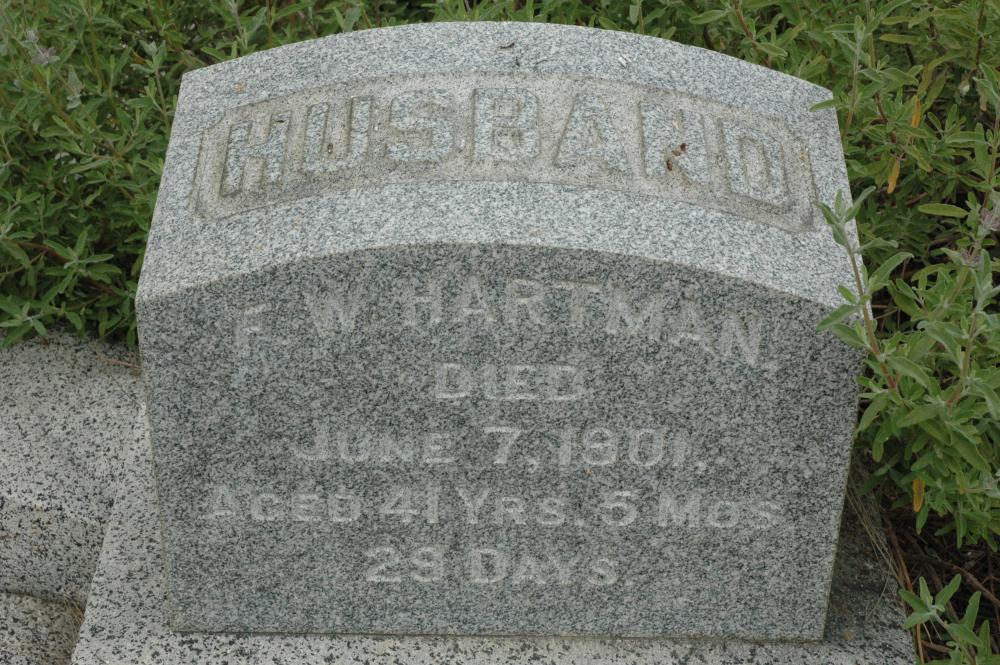 HUSBAND
F. W. HARTMAN
DIED
JUNE 7, 1901.
AGED 41 YRS. 5 MOS.
29 DAYS.